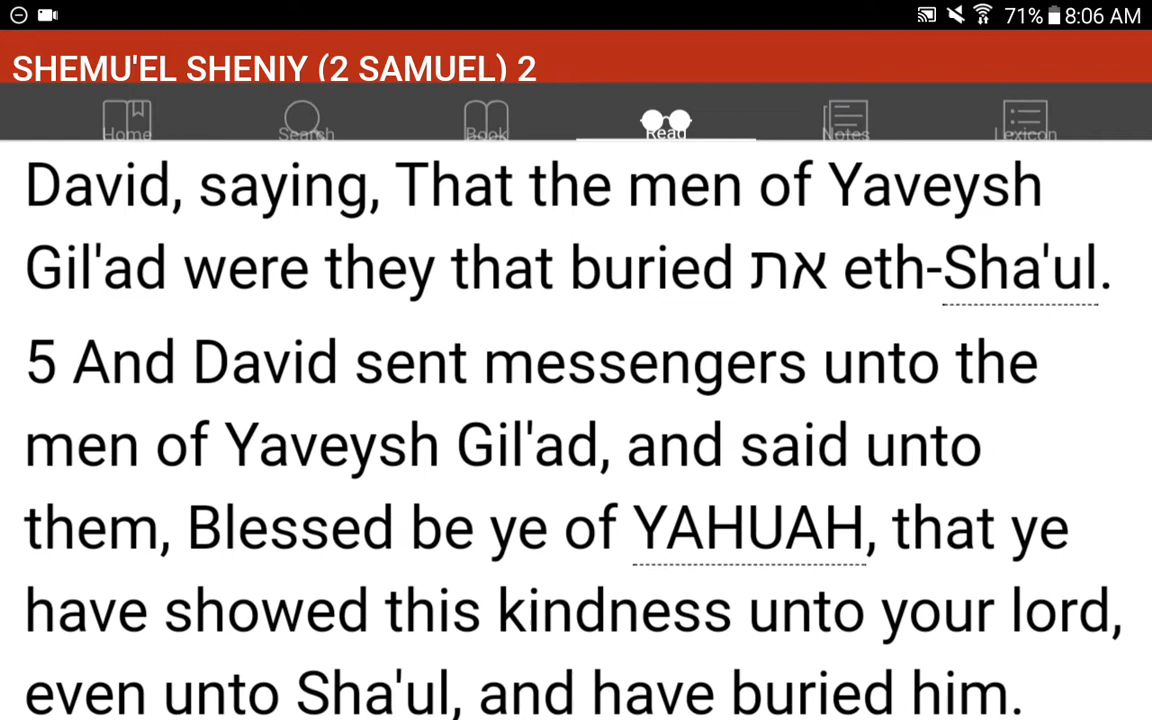 71% 8:06 AM
SHEMU'EL SHENIY (2 SAMUEL) 2
Home Search Book Read Notes Lexicon
David, saying, That the men of Yaveysh
Gil'ad were they that buried את eth-Sha'ul.
5 And David sent messengers unto the
men of Yaveysh Gil'ad, and said unto
them, Blessed be ye of YAHUAH, that ye
have showed this kindness unto your lord,
even unto Sha'ul, and have buried him.